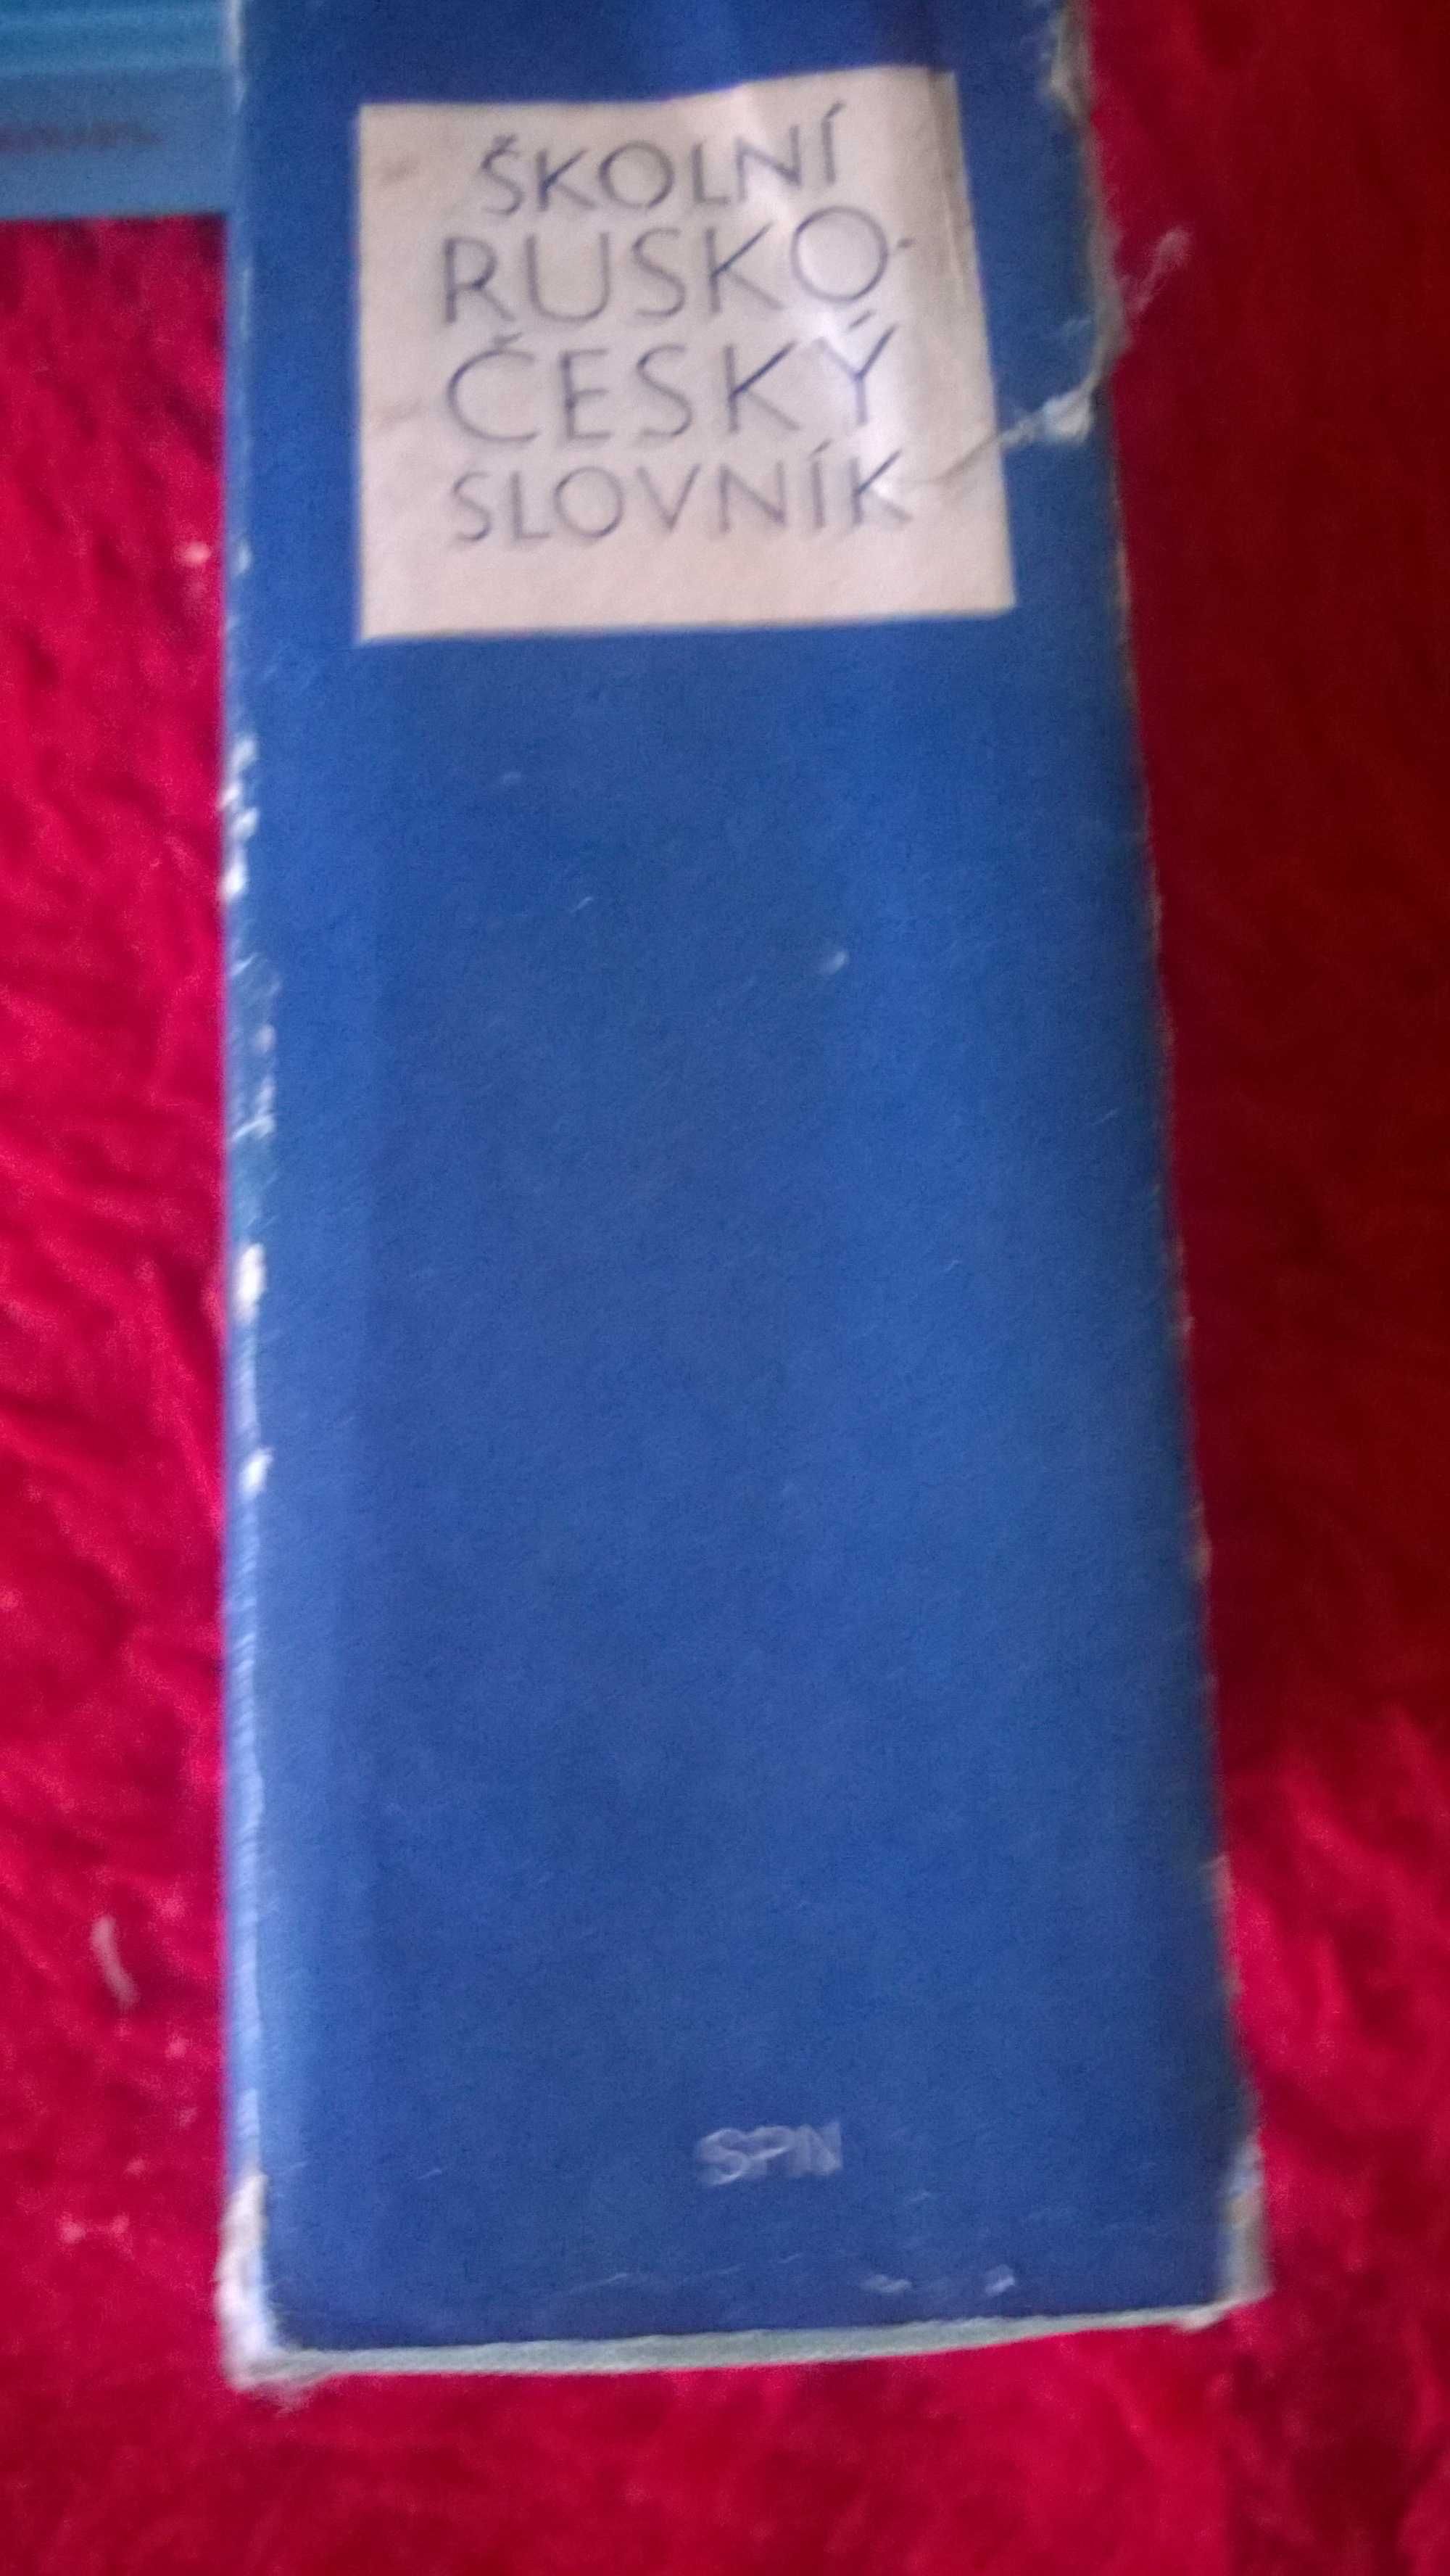 ŠKOLNÍ
RUSKO-
ČESKÝ
SLOVNÍK
SPN